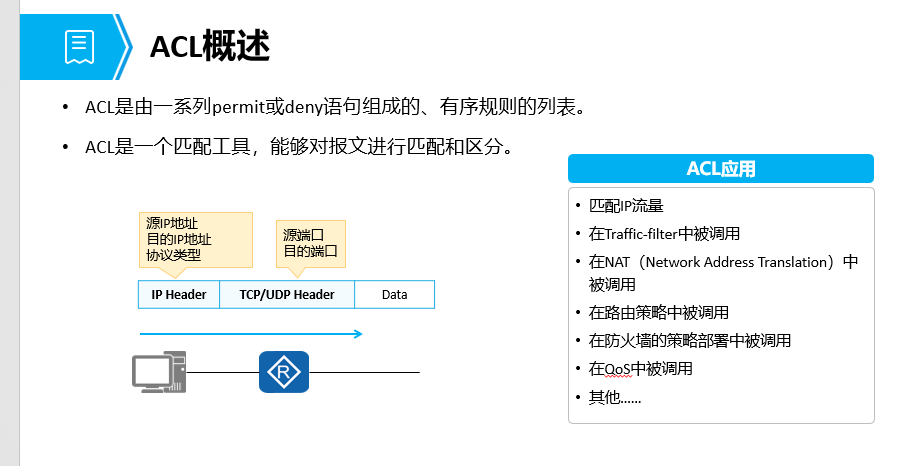 ACL概述
• ACL是由一系列permit或deny语句组成的、有序规则的列表。
• ACL是一个匹配工具，能够对报文进行匹配和区分。
源IP地址
目的IP地址
协议类型
源端口
目的端口
IP Header
TCP/UDP Header
Data
R
ACL应用
• 匹配IP流量
• 在Traffic-filter中被调用
• 在NAT（Network Address Translation）中
被调用
• 在路由策略中被调用
• 在防火墙的策略部署中被调用
• 在QoS中被调用
• 其他......